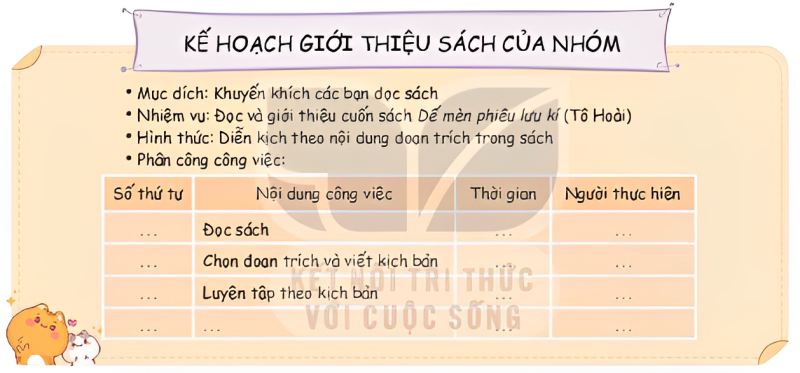 KẾ HOẠCH GIỚI THIỆU SÁCH CỦA NHÓM
• Mục đích: Khuyến khích các bạn đọc sách
• Nhiệm vụ: Đọc và giới thiệu cuốn sách Dế mèn phiêu lưu kí (Tô Hoài)
• Hình thức: Diễn kịch theo nội dung đoạn trích trong sách
• Phân công công việc:
Số thứ tự Nội dung công việc Thời gian Người thực hiện
... Đọc sách ... ...
... Chọn đoạn trích và viết kịch bản ... ...
... Luyện tập theo kịch bản ... ...
... ... ... ...
KẾT NỐI TRI THỨC
VỚI CUỘC SỐNG